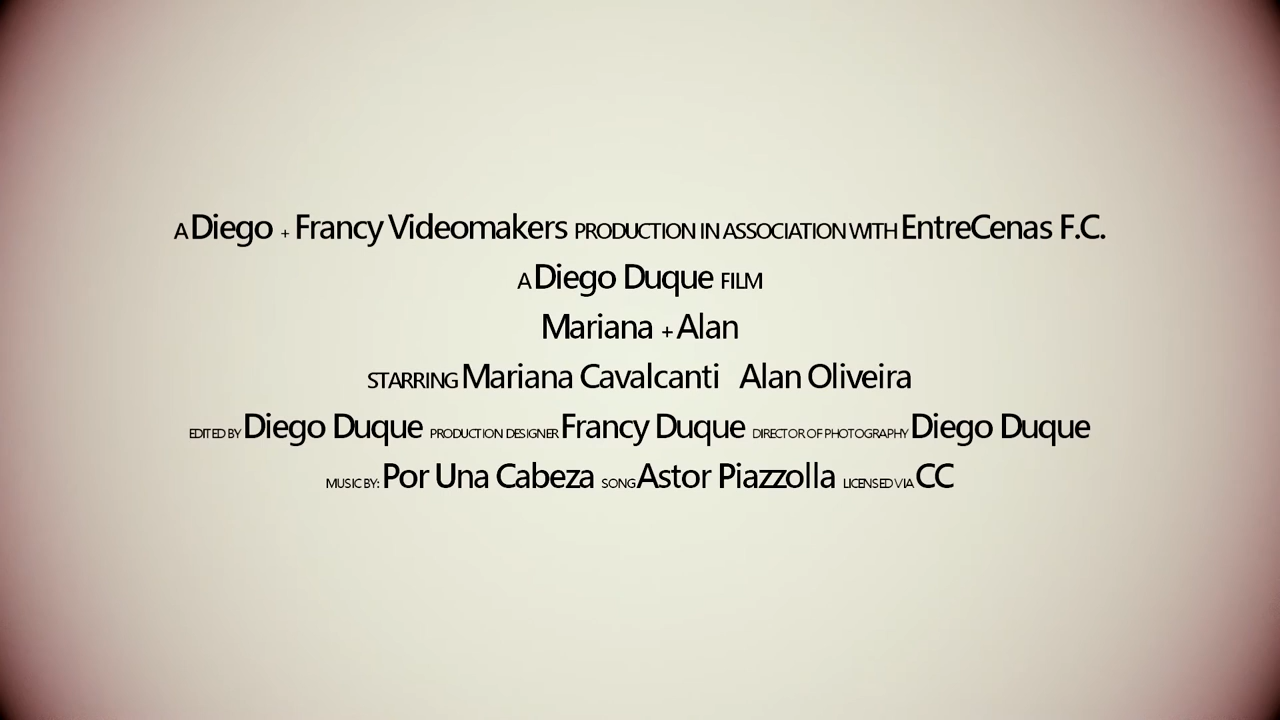 A Diego + Francy Videomakers PRODUCTION IN ASSOCIATION WITH EntreCenas F.C.
A Diego Duque FILM
Mariana + Alan
STARRING Mariana Cavalcanti Alan Oliveira
EDITED BY Diego Duque PRODUCTION DESIGNER Francy Duque DIRECTOR OF PHOTOGRAPHY Diego Duque
MUSIC BY: Por Una Cabeza SONG Astor Piazzolla LICENSED VIA CC